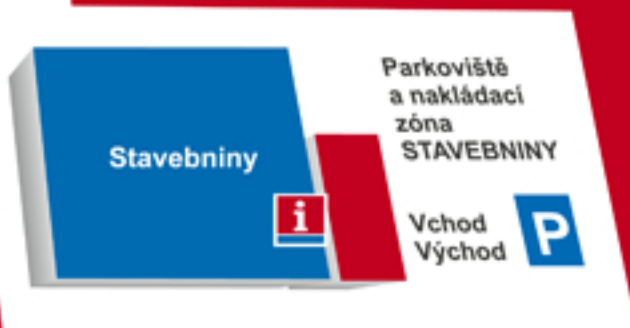 Parkoviště
a nakládací
zóna
STAVEBNINY
Stavebniny
i
Vchod
Východ
P